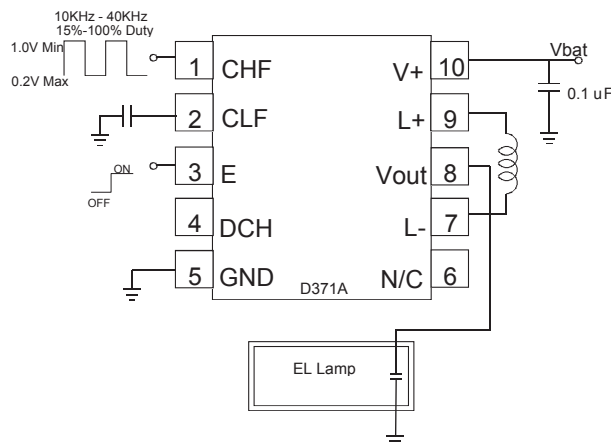 10KHz - 40KHz
15%-100% Duty
1.0V Min
0.2V Max
1 CHF
2 CLF
3 E
ON
OFF
4 DCH
5 GND
V+ 10
Vbat
0.1 uF
L+ 9
Vout 8
L- 7
N/C 6
D371A
EL Lamp